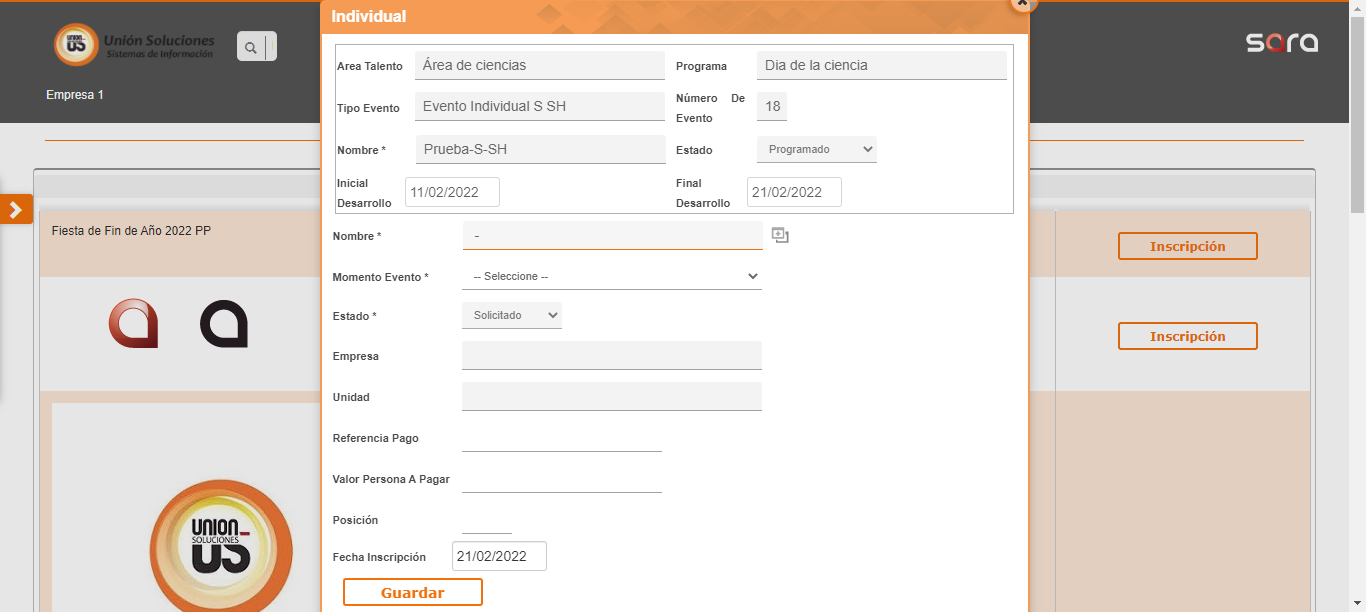 Individual
UNION
US
Unión Soluciones
Sistemas de Información
sara
Empresa 1
Area Talento Área de ciencias Programa Dia de la ciencia
Tipo Evento Evento Individual S SH Número De Evento 18
Nombre * Prueba-S-SH Estado Programado
Inicial Desarrollo 11/02/2022 Final Desarrollo 21/02/2022
Nombre * -
Momento Evento * -- Seleccione --
Estado * Solicitado
Empresa
Unidad
Referencia Pago
Valor Persona A Pagar
Posición
Fecha Inscripción 21/02/2022
Guardar
Fiesta de Fin de Año 2022 PP
Inscripción
Inscripción
UNION
SOLUCIONES
US